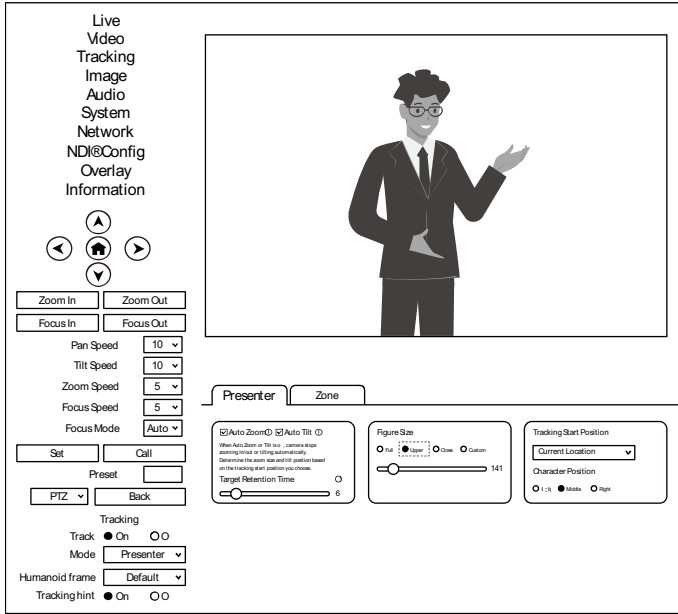 Live
Video
Tracking
Image
Audio
System
Network
NDI®Config
Overlay
Information
Zoom In Zoom Out
Focus In Focus Out
Pan Speed 10
Tilt Speed 10
Zoom Speed 5
Focus Speed 5
Focus Mode Auto
Set Call
Preset
PTZ Back
Tracking
Track On O
Mode Presenter
Humanoid frame Default
Tracking hint On O
Presenter Zone
Auto Zoom Auto Tilt
When Auto Zoom or Tilt is o , camera stops
zooming in/out or tilting automatically.
Determine the zoom size and tilt position based
on the tracking start position you choose.
Target Retention Time
6
Figure Size
Full Upper Close Custom
141
Tracking Start Position
Current Location
Character Position
Middle Right